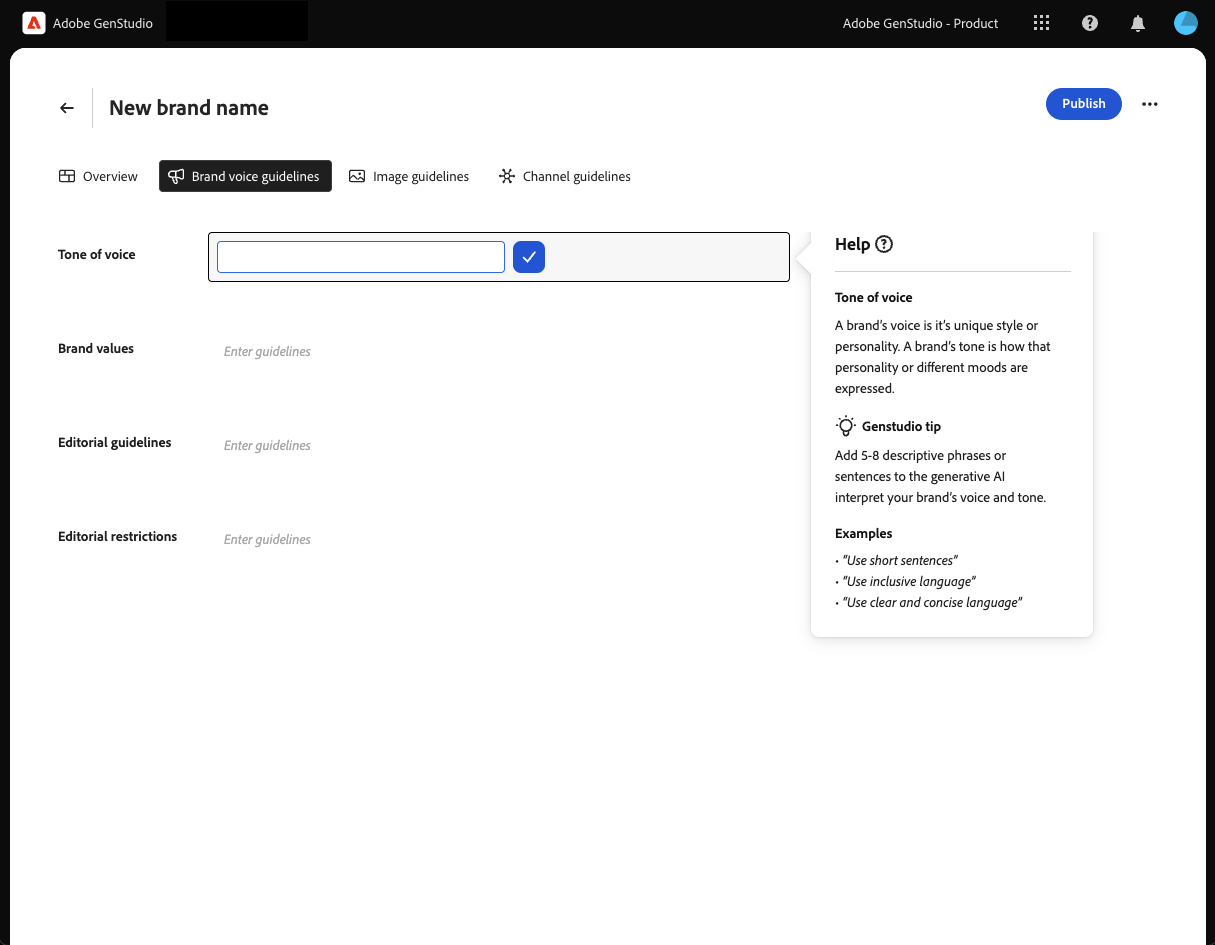 Adobe GenStudio
Adobe GenStudio - Product
New brand name
Publish
Overview
Brand voice guidelines
Image guidelines
Channel guidelines
Tone of voice
Brand values
Enter guidelines
Editorial guidelines
Enter guidelines
Editorial restrictions
Enter guidelines
Help
Tone of voice
A brand’s voice is it’s unique style or
personality. A brand’s tone is how that
personality or different moods are
expressed.
Genstudio tip
Add 5-8 descriptive phrases or
sentences to the generative AI
interpret your brand’s voice and tone.
Examples
• “Use short sentences”
• “Use inclusive language”
• “Use clear and concise language”